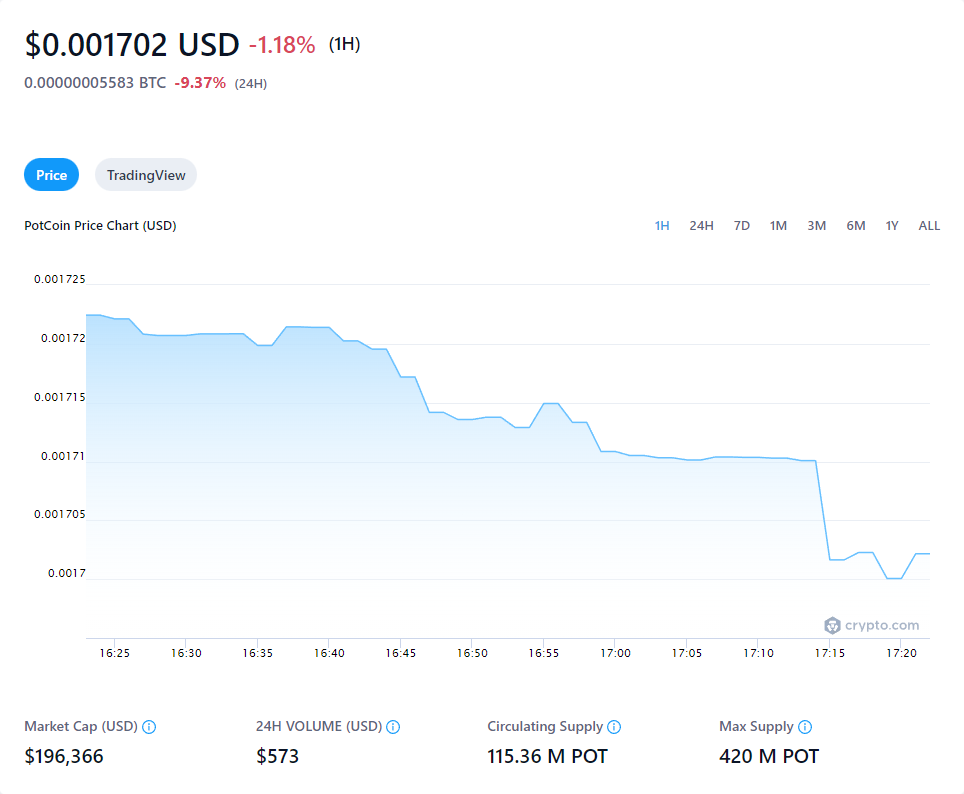 $0.001702 USD -1.18% (1H)
0.00000005583 BTC -9.37% (24H)
Price TradingView
PotCoin Price Chart (USD) 1H 24H 7D 1M 3M 6M 1Y ALL
0.001725
0.00172
0.001715
0.00171
0.001705
0.0017
crypto.com
16:25 16:30 16:35 16:40 16:45 16:50 16:55 17:00 17:05 17:10 17:15 17:20
Market Cap (USD) 24H VOLUME (USD) Circulating Supply Max Supply
$196,366 $573 115.36 M POT 420 M POT